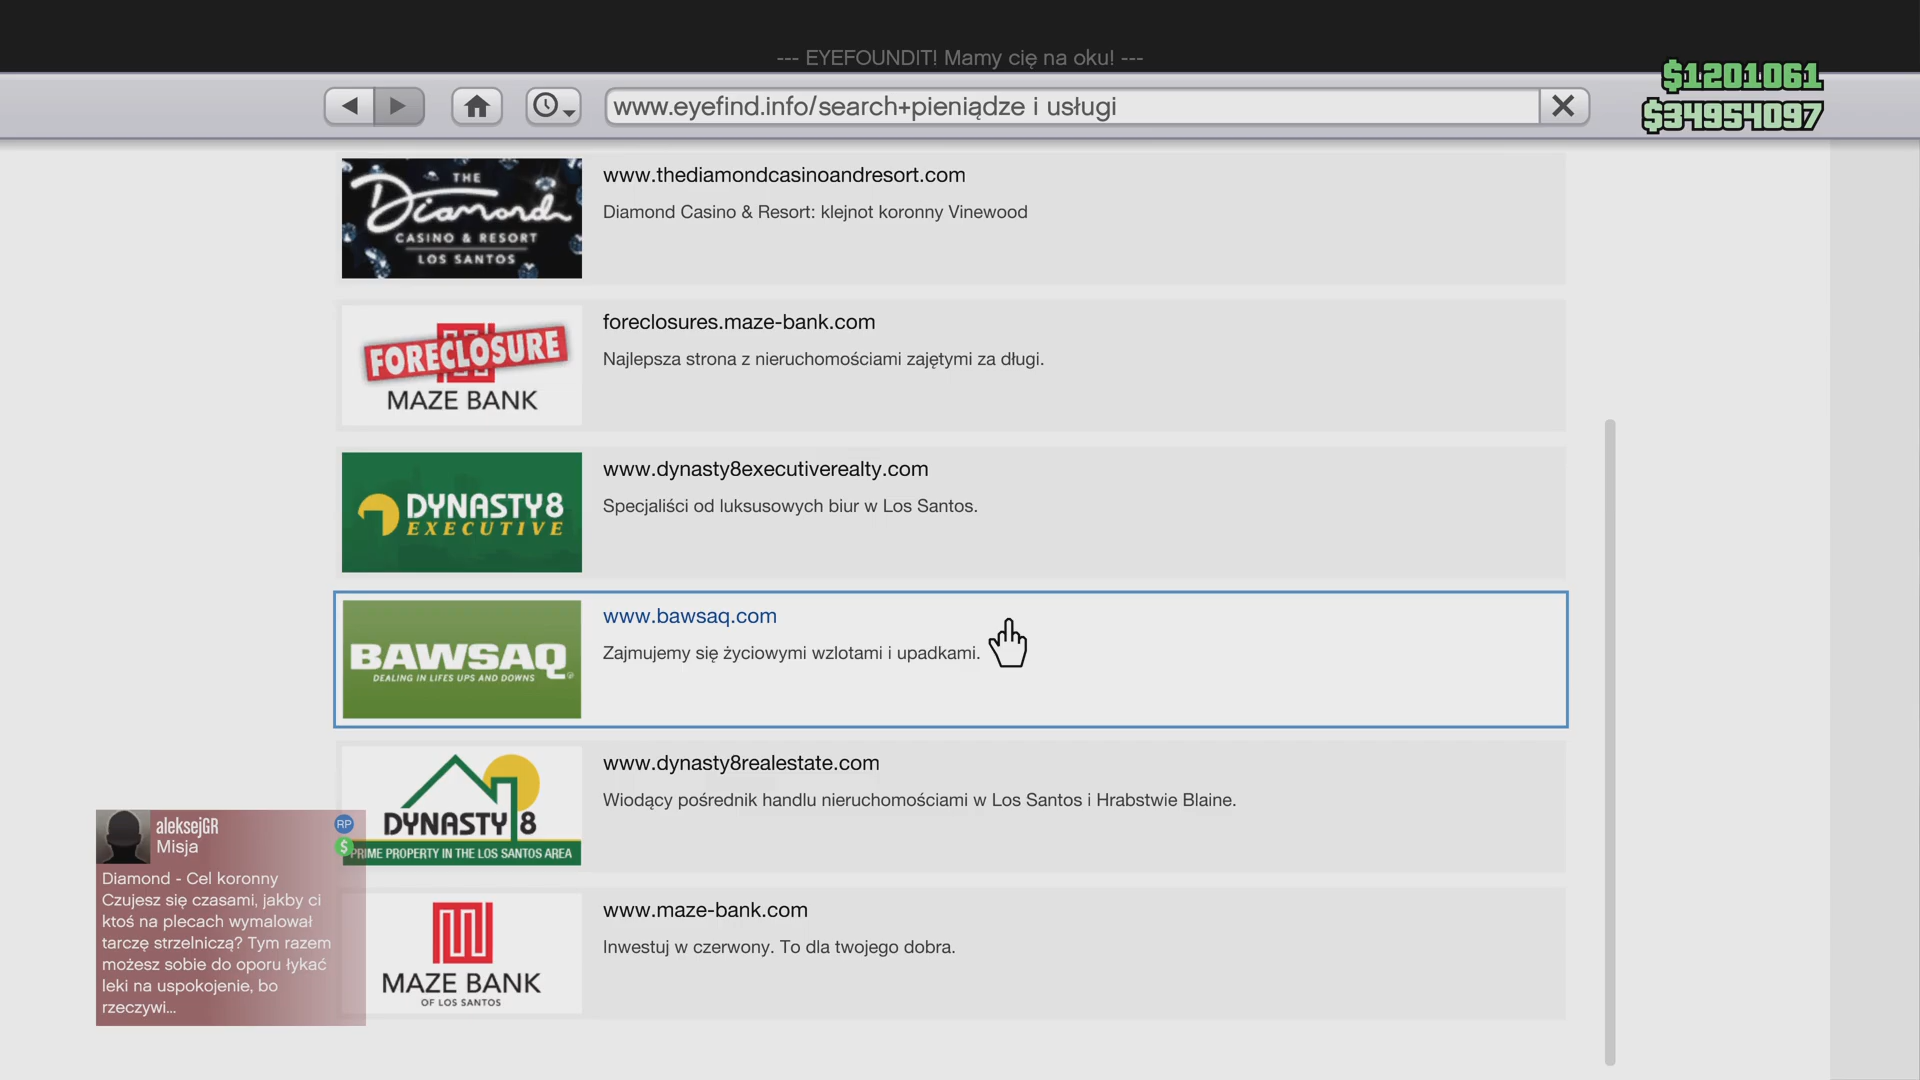 --- EYEFOUNDIT! Mamy cię na oku! ---
www.eyefind.info/search+pieniądze i usługi
$1201061
$34954097
THE
Diamond
CASINO & RESORT
LOS SANTOS
www.thediamondcasinoandresort.com
Diamond Casino & Resort: klejnot koronny Vinewood
FORECLOSURE
MAZE BANK
foreclosures.maze-bank.com
Najlepsza strona z nieruchomościami zajętymi za długi.
DYNASTY8
EXECUTIVE
www.dynasty8executiverealty.com
Specjaliści od luksusowych biur w Los Santos.
BAWSAQ
DEALING IN LIFES UPS AND DOWNS
www.bawsaq.com
Zajmujemy się życiowymi wzlotami i upadkami.
DYNASTY 8
PRIME PROPERTY IN THE LOS SANTOS AREA
www.dynasty8realestate.com
Wiodący pośrednik handlu nieruchomościami w Los Santos i Hrabstwie Blaine.
MAZE BANK
OF LOS SANTOS
www.maze-bank.com
Inwestuj w czerwony. To dla twojego dobra.
aleksejGR
RP
Misja
$
Diamond - Cel koronny
Czujesz się czasami, jakby ci
ktoś na plecach wymalował
tarczę strzelniczą? Tym razem
możesz sobie do oporu łykać
leki na uspokojenie, bo
rzeczywi...